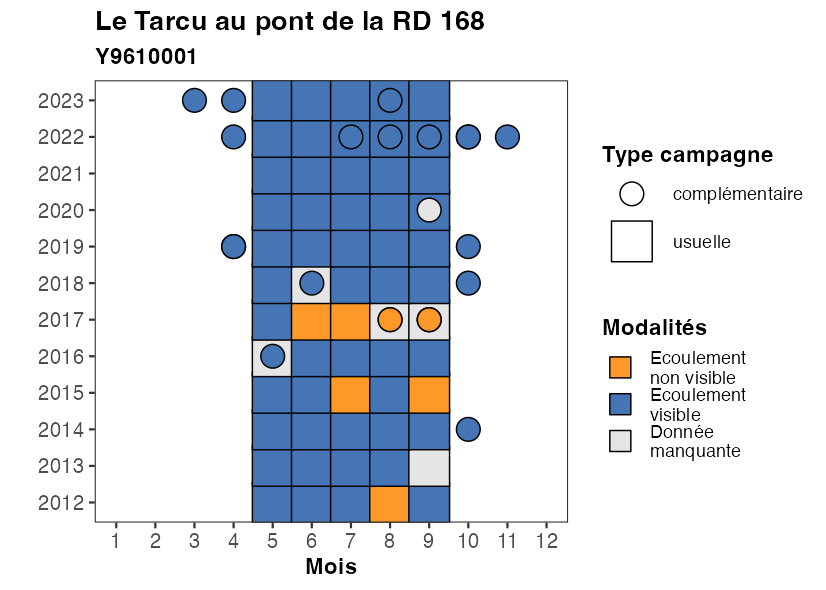 Le Tarcu au pont de la RD 168
Y9610001
2023
2022
2021
2020
2019
2018
2017
2016
2015
2014
2013
2012
1 2 3 4 5 6 7 8 9 10 11 12
Mois
Type campagne
complémentaire
usuelle
Modalités
Ecoulement
non visible
Ecoulement
visible
Donnée
manquante